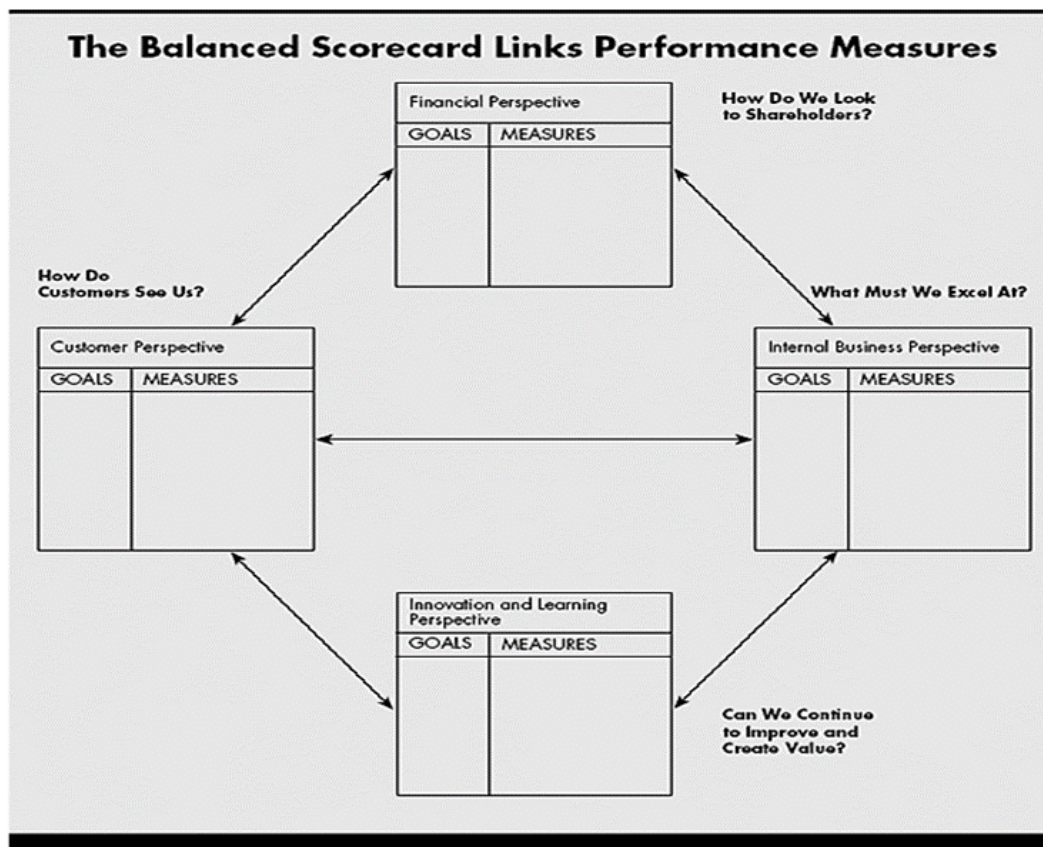 The Balanced Scorecard Links Performance Measures
Financial Perspective
GOALS MEASURES
How Do We Look
to Shareholders?
How Do
Customers See Us?
Customer Perspective
GOALS MEASURES
What Must We Excel At?
Internal Business Perspective
GOALS MEASURES
Innovation and Learning
Perspective
GOALS MEASURES
Can We Continue
to Improve and
Create Value?